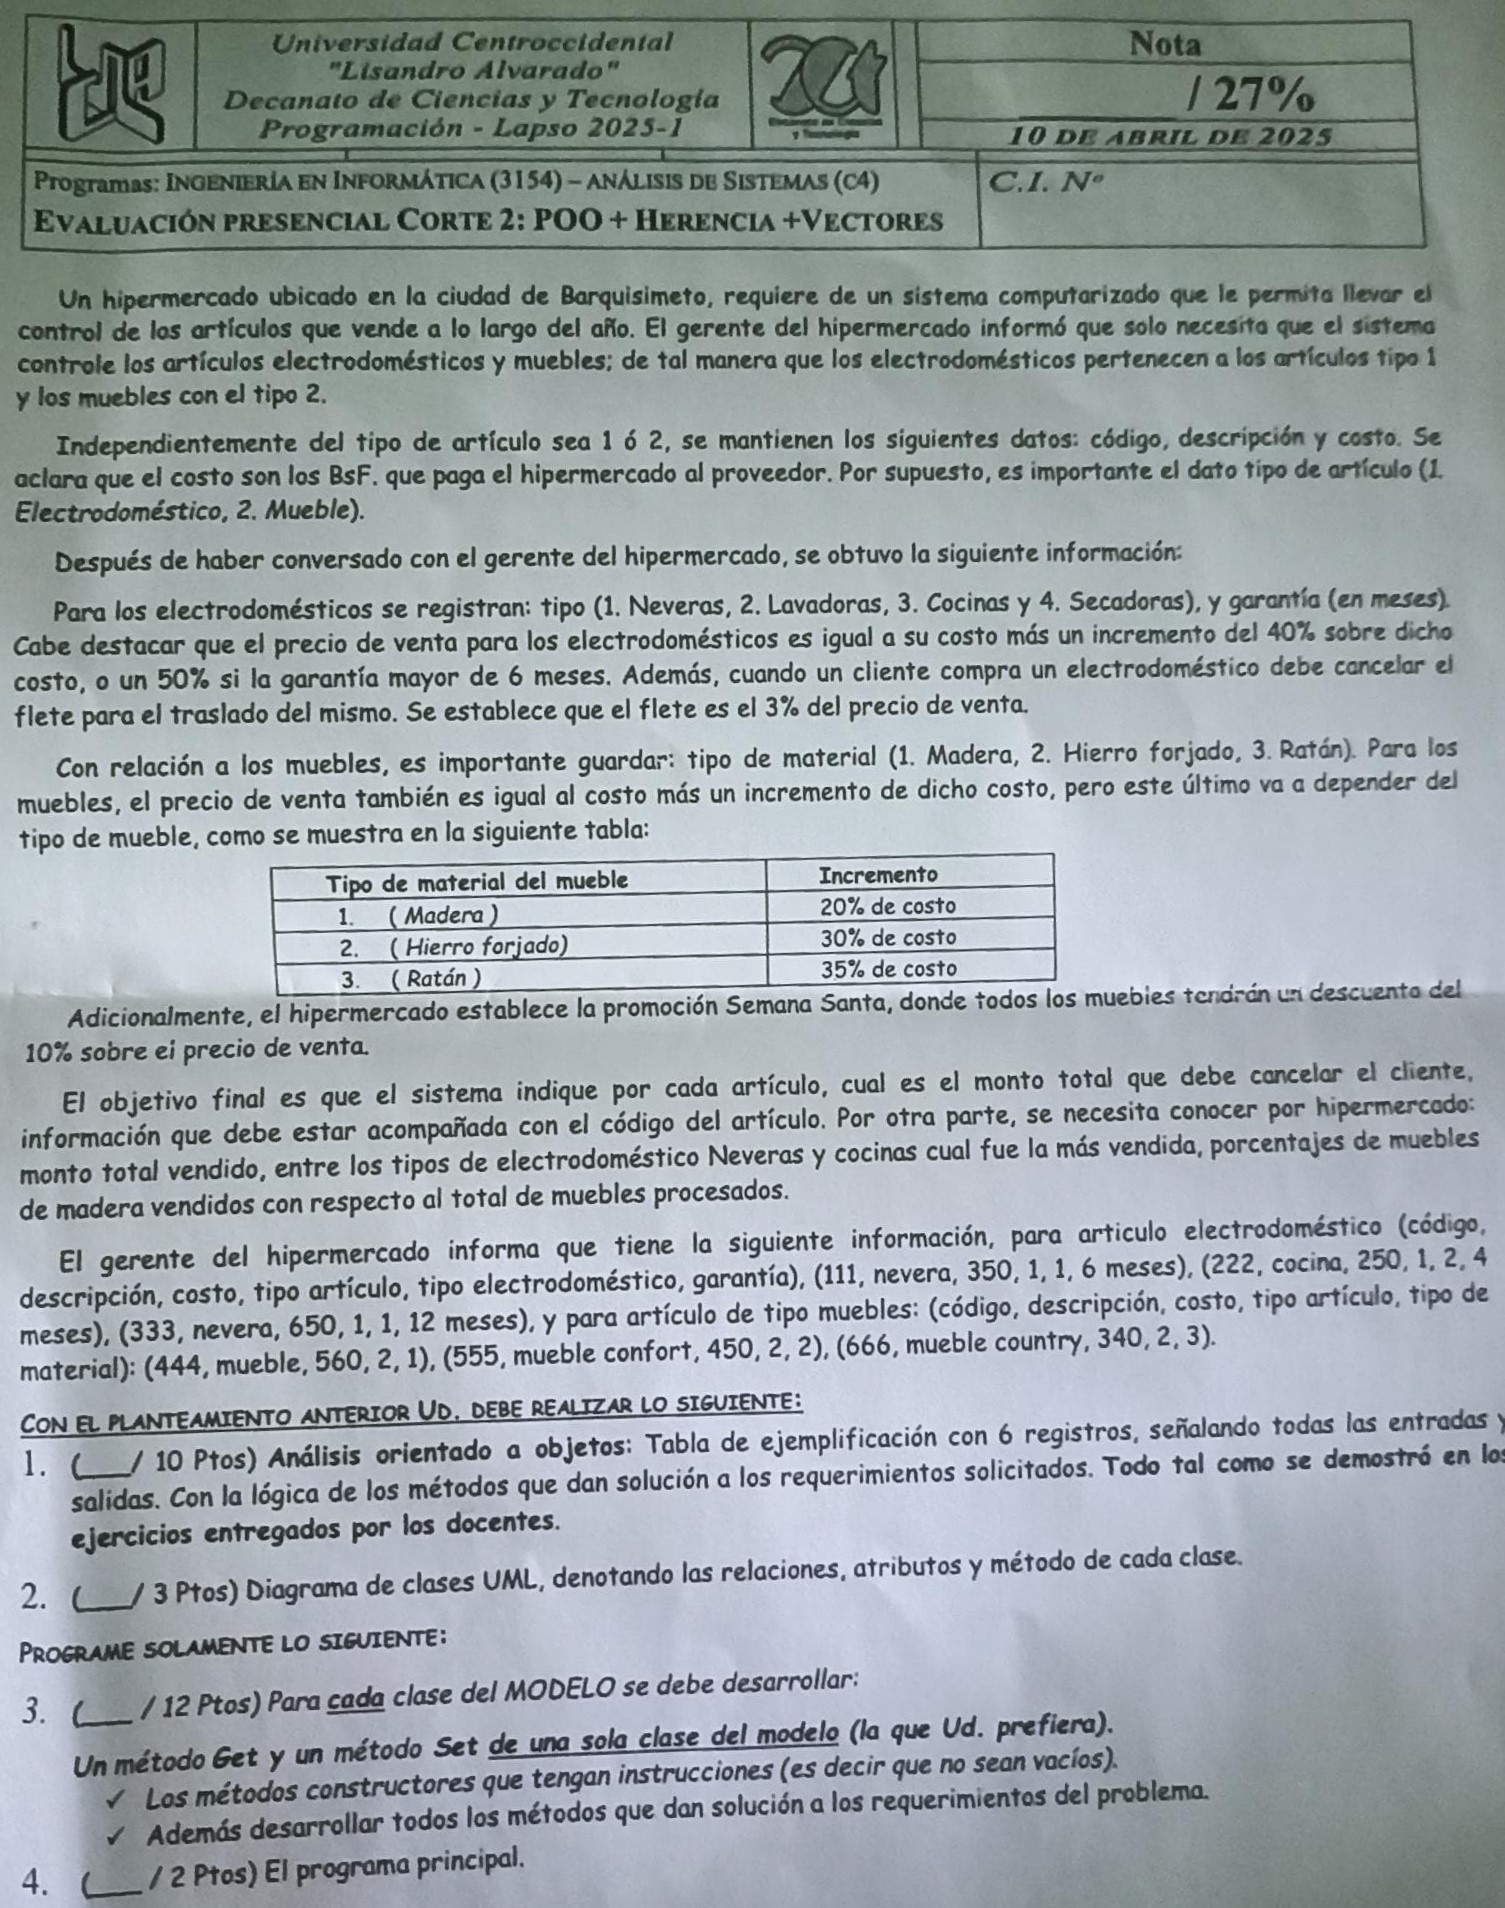 Universidad Centroccidental
"Lisandro Alvarado"
Decanato de Ciencias y Tecnología
Programación - Lapso 2025-1
Decanato de Ciencias
y Tecnología
Nota
/ 27%
10 DE ABRIL DE 2025
Programas: INGENIERÍA EN INFORMÁTICA (3154) – ANÁLISIS DE SISTEMAS (C4)
EVALUACIÓN PRESENCIAL CORTE 2: POO + HERENCIA +VECTORES
C.I. Nº
Un hipermercado ubicado en la ciudad de Barquisimeto, requiere de un sistema computarizado que le permita llevar el
control de los artículos que vende a lo largo del año. El gerente del hipermercado informó que solo necesita que el sistema
controle los artículos electrodomésticos y muebles; de tal manera que los electrodomésticos pertenecen a los artículos tipo 1
y los muebles con el tipo 2.
Independientemente del tipo de artículo sea 1 ó 2, se mantienen los siguientes datos: código, descripción y costo. Se
aclara que el costo son los BsF. que paga el hipermercado al proveedor. Por supuesto, es importante el dato tipo de artículo (1.
Electrodoméstico, 2. Mueble).
Después de haber conversado con el gerente del hipermercado, se obtuvo la siguiente información:
Para los electrodomésticos se registran: tipo (1. Neveras, 2. Lavadoras, 3. Cocinas y 4. Secadoras), y garantía (en meses).
Cabe destacar que el precio de venta para los electrodomésticos es igual a su costo más un incremento del 40% sobre dicho
costo, o un 50% si la garantía mayor de 6 meses. Además, cuando un cliente compra un electrodoméstico debe cancelar el
flete para el traslado del mismo. Se establece que el flete es el 3% del precio de venta.
Con relación a los muebles, es importante guardar: tipo de material (1. Madera, 2. Hierro forjado, 3. Ratán). Para los
muebles, el precio de venta también es igual al costo más un incremento de dicho costo, pero este último va a depender del
tipo de mueble, como se muestra en la siguiente tabla:
Tipo de material del mueble Incremento
1. ( Madera ) 20% de costo
2. ( Hierro forjado) 30% de costo
3. ( Ratán ) 35% de costo
Adicionalmente, el hipermercado establece la promoción Semana Santa, donde todos los muebles tendrán un descuento del
10% sobre el precio de venta.
El objetivo final es que el sistema indique por cada artículo, cual es el monto total que debe cancelar el cliente,
información que debe estar acompañada con el código del artículo. Por otra parte, se necesita conocer por hipermercado:
monto total vendido, entre los tipos de electrodoméstico Neveras y cocinas cual fue la más vendida, porcentajes de muebles
de madera vendidos con respecto al total de muebles procesados.
El gerente del hipermercado informa que tiene la siguiente información, para articulo electrodoméstico (código,
descripción, costo, tipo artículo, tipo electrodoméstico, garantía), (111, nevera, 350, 1, 1, 6 meses), (222, cocina, 250, 1, 2, 4
meses), (333, nevera, 650, 1, 1, 12 meses), y para artículo de tipo muebles: (código, descripción, costo, tipo artículo, tipo de
material): (444, mueble, 560, 2, 1), (555, mueble confort, 450, 2, 2), (666, mueble country, 340, 2, 3).
CON EL PLANTEAMIENTO ANTERIOR UD. DEBE REALIZAR LO SIGUIENTE:
1. (___/ 10 Ptos) Análisis orientado a objetos: Tabla de ejemplificación con 6 registros, señalando todas las entradas y
salidas. Con la lógica de los métodos que dan solución a los requerimientos solicitados. Todo tal como se demostró en los
ejercicios entregados por los docentes.
2. (___/ 3 Ptos) Diagrama de clases UML, denotando las relaciones, atributos y método de cada clase.
PROGRAME SOLAMENTE LO SIGUIENTE:
3. (___ / 12 Ptos) Para cada clase del MODELO se debe desarrollar:
Un método Get y un método Set de una sola clase del modelo (la que Ud. prefiera).
✓ Los métodos constructores que tengan instrucciones (es decir que no sean vacíos).
✓ Además desarrollar todos los métodos que dan solución a los requerimientos del problema.
4. (___ / 2 Ptos) El programa principal.